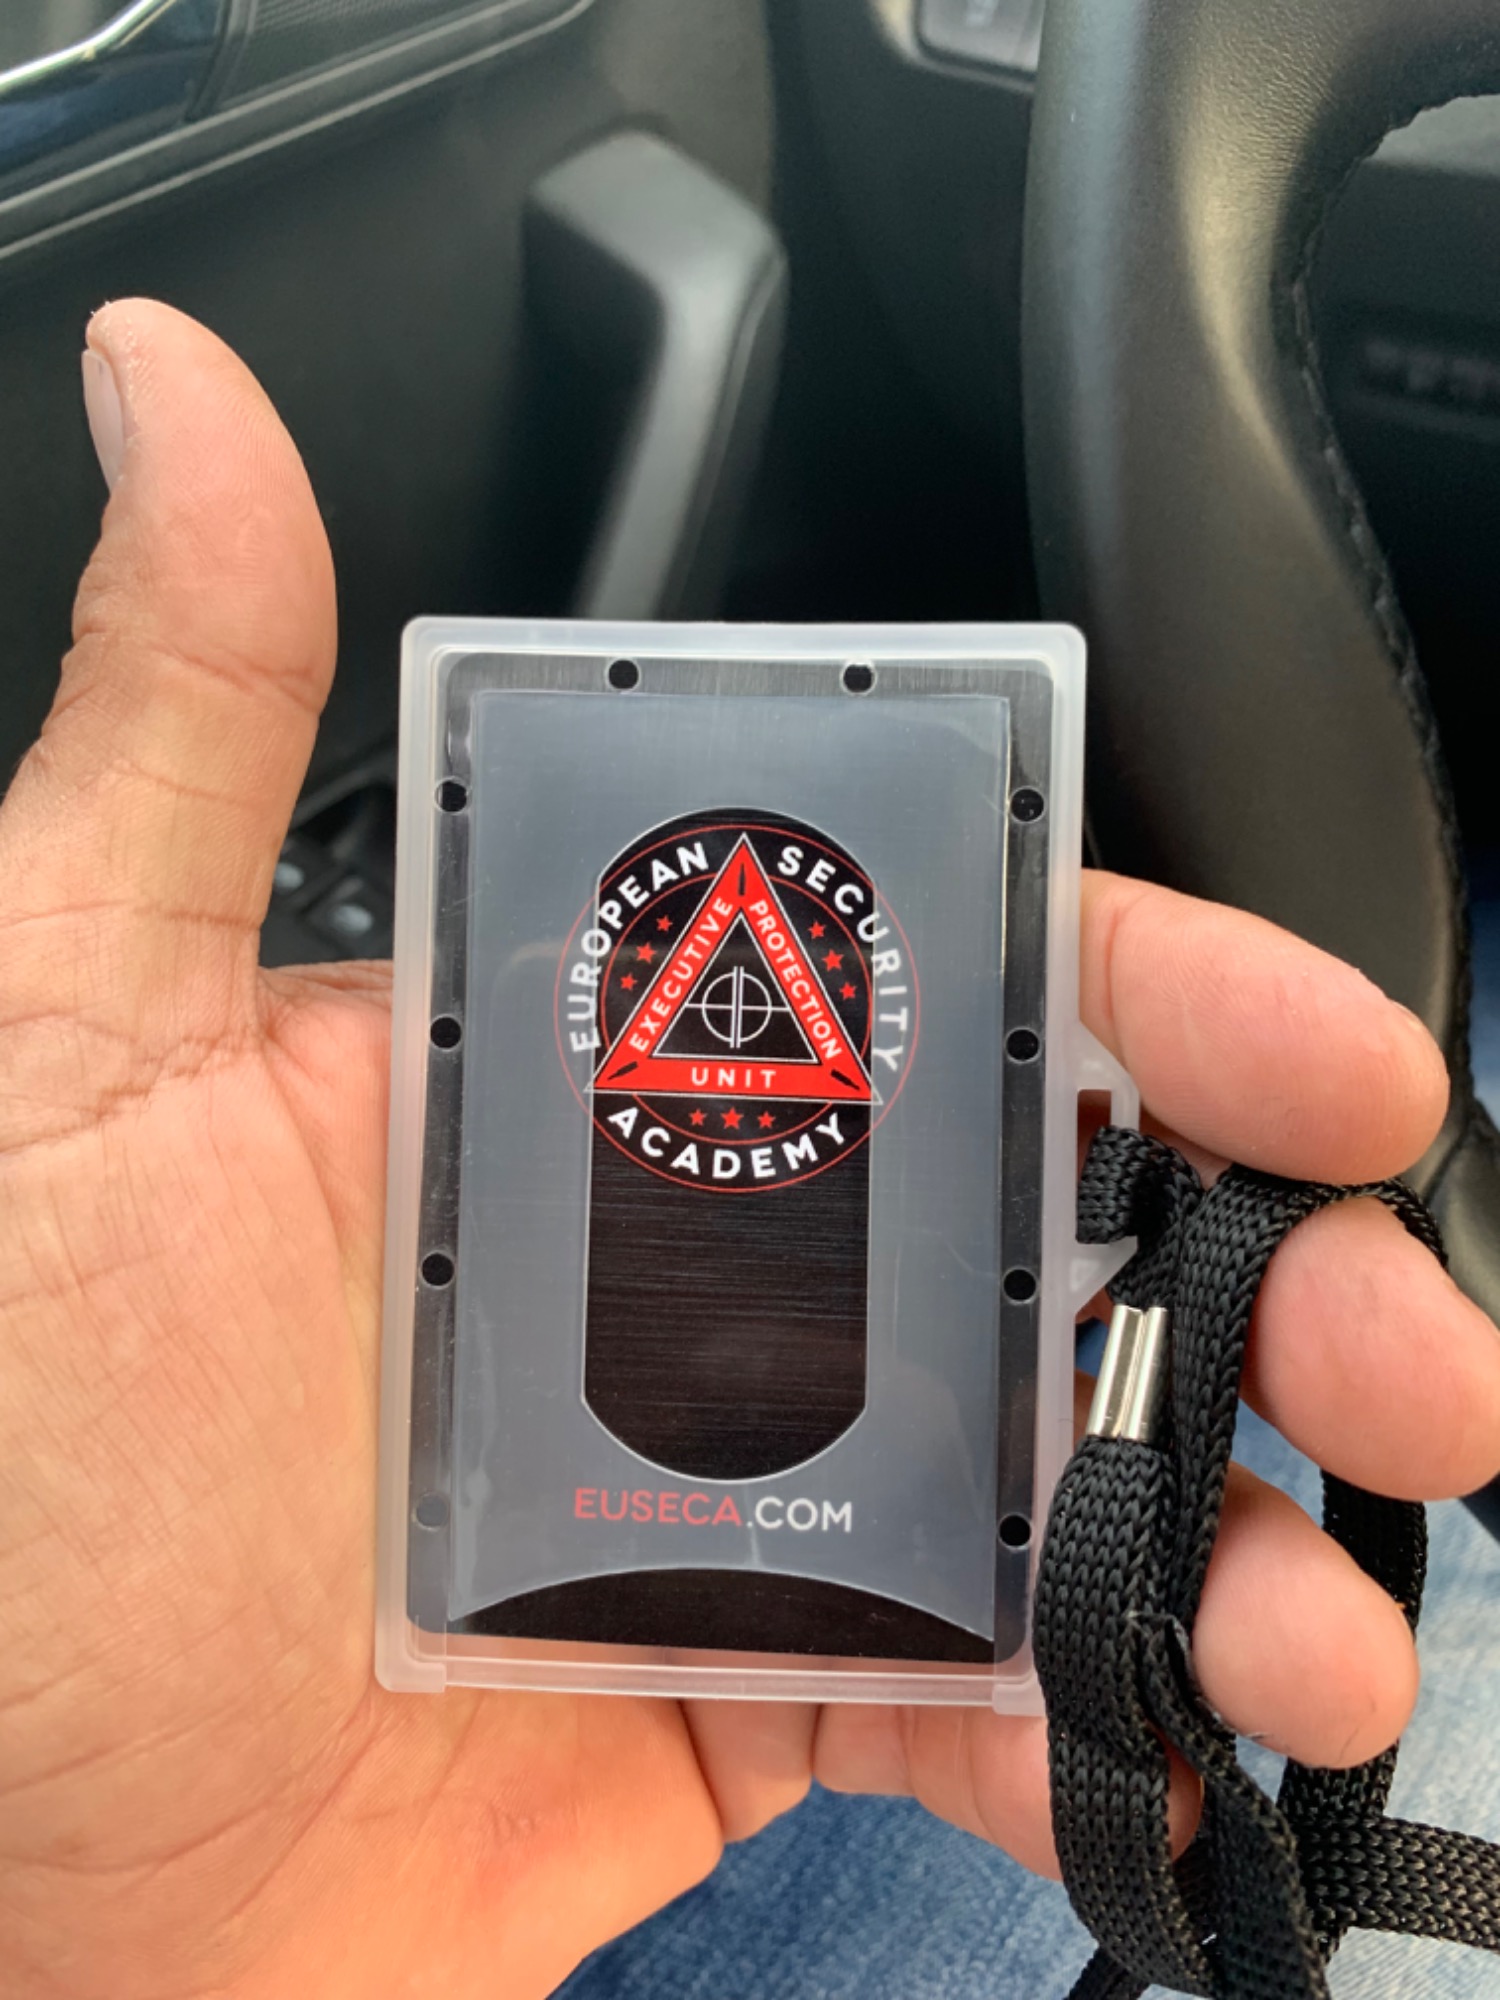 EUROPEAN SECURITY
EXECUTIVE PROTECTION
UNIT
ACADEMY
EUSECA.COM